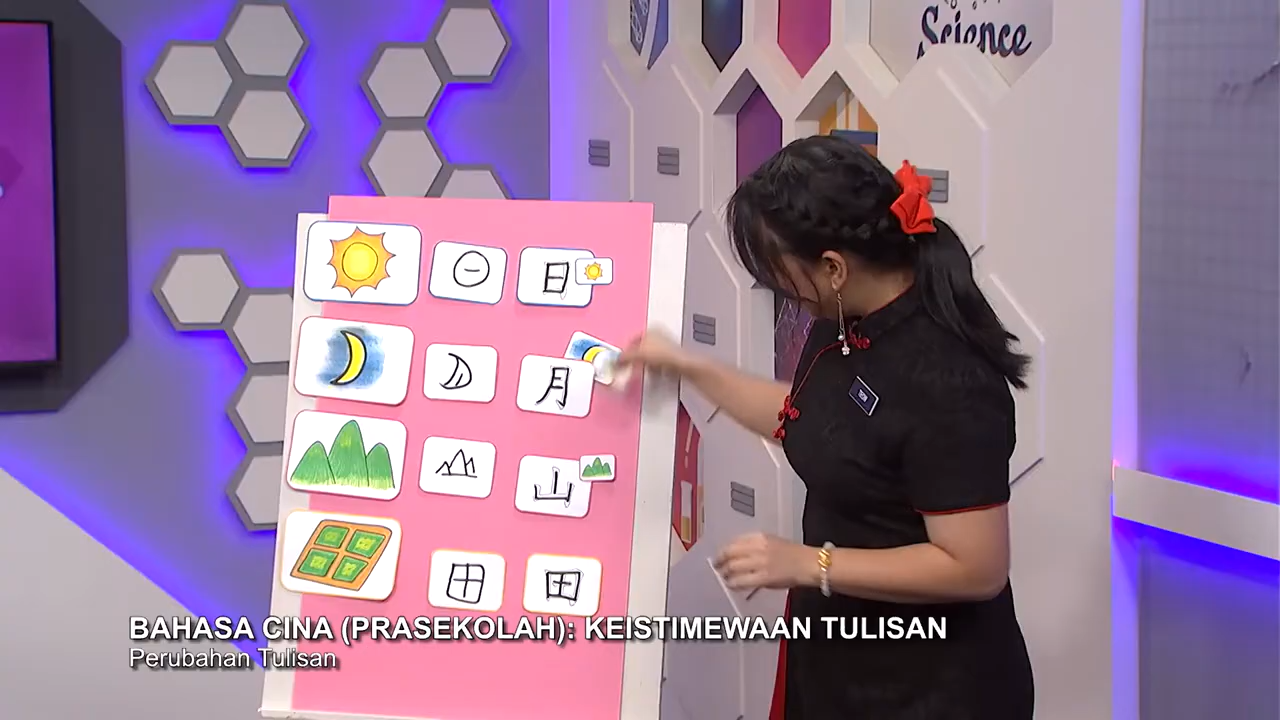 Science
日
月
山
田
田
BAHASA CINA (PRASEKOLAH): KEISTIMEWAAN TULISAN
Perubahan Tulisan